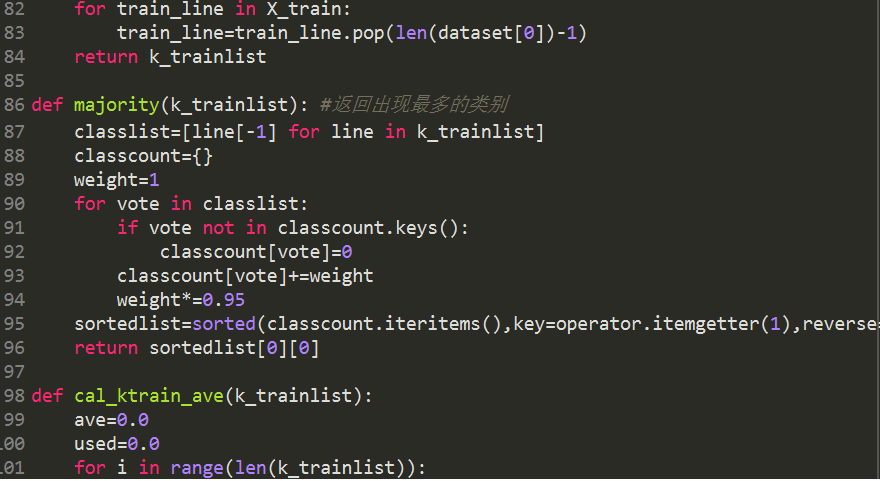 82     for train_line in X_train:
83         train_line=train_line.pop(len(dataset[0])-1)
84     return k_trainlist
85
86 def majority(k_trainlist): #返回出现最多的类别
87     classlist=[line[-1] for line in k_trainlist]
88     classcount={}
89     weight=1
90     for vote in classlist:
91         if vote not in classcount.keys():
92             classcount[vote]=0
93         classcount[vote]+=weight
94         weight*=0.95
95     sortedlist=sorted(classcount.iteritems(),key=operator.itemgetter(1),reverse=
96     return sortedlist[0][0]
97
98 def cal_ktrain_ave(k_trainlist):
99     ave=0.0
100     used=0.0
101     for i in range(len(k_trainlist)):